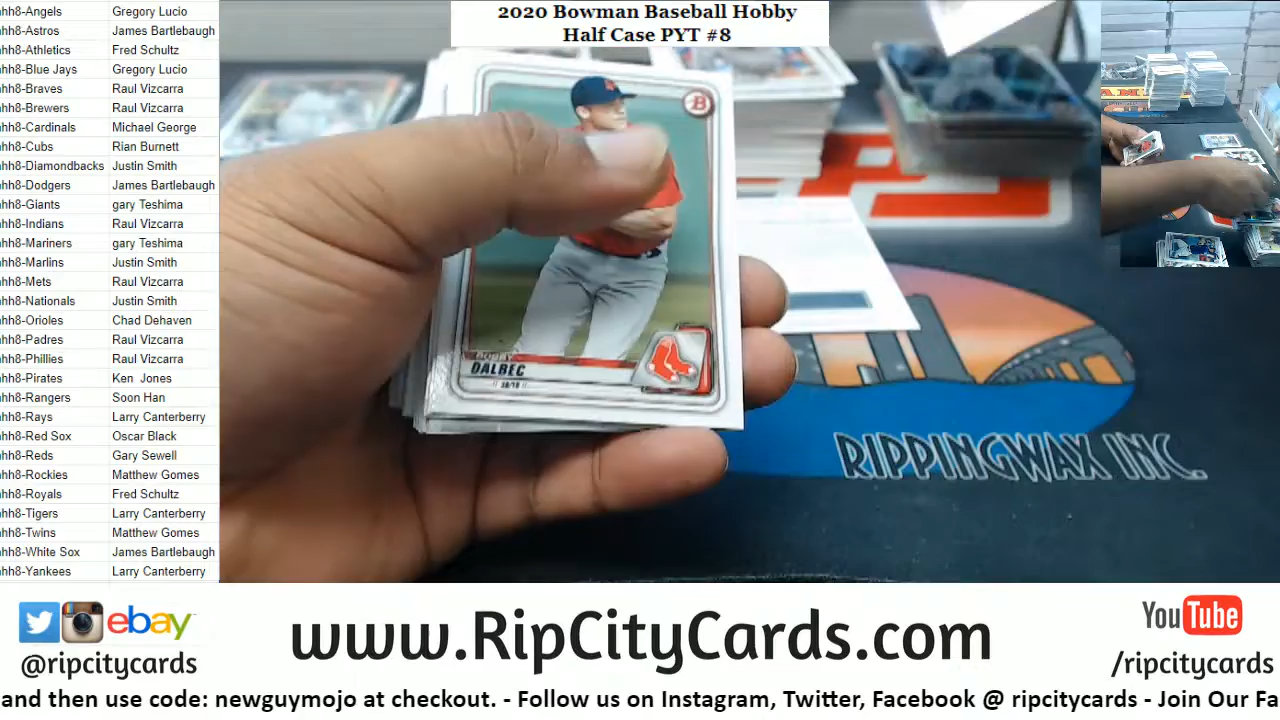 2020 Bowman Baseball Hobby
Half Case PYT #8
hh8-Angels Gregory Lucio
hh8-Astros James Bartlebaugh
hh8-Athletics Fred Schultz
hh8-Blue Jays Gregory Lucio
hh8-Braves Raul Vizcarra
hh8-Brewers Raul Vizcarra
hh8-Cardinals Michael George
hh8-Cubs Rian Burnett
hh8-Diamondbacks Justin Smith
hh8-Dodgers James Bartlebaugh
hh8-Giants gary Teshima
hh8-Indians Raul Vizcarra
hh8-Mariners gary Teshima
hh8-Marlins Justin Smith
hh8-Mets Raul Vizcarra
hh8-Nationals Justin Smith
hh8-Orioles Chad Dehaven
hh8-Padres Raul Vizcarra
hh8-Phillies Raul Vizcarra
hh8-Pirates Ken Jones
hh8-Rangers Soon Han
hh8-Rays Larry Canterberry
hh8-Red Sox Oscar Black
hh8-Reds Gary Sewell
hh8-Rockies Matthew Gomes
hh8-Royals Fred Schultz
hh8-Tigers Larry Canterberry
hh8-Twins Matthew Gomes
hh8-White Sox James Bartlebaugh
hh8-Yankees Larry Canterberry
B
BOBBY
DALBEC
RIPPINGWAX INC.
ebay
@ripcitycards
www.RipCityCards.com
YouTube
/ripcitycards
and then use code: newguymojo at checkout. - Follow us on Instagram, Twitter, Facebook @ ripcitycards - Join Our Fa